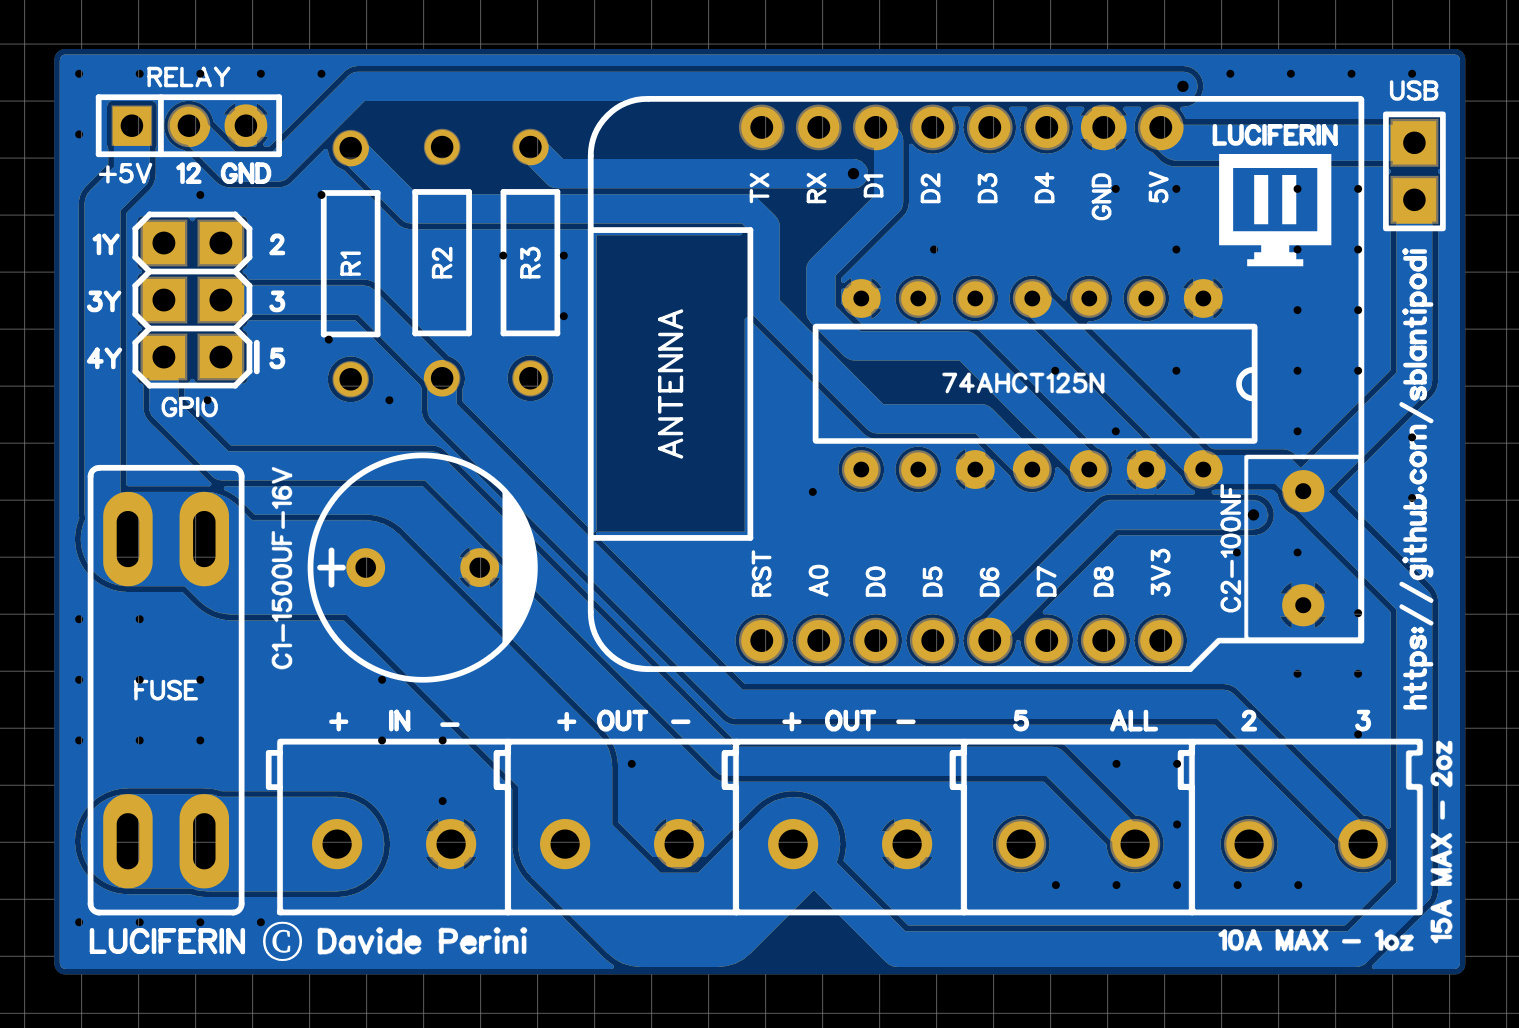 RELAY
USB
+5V 12 GND
LUCIFERIN
TX RX D1 D2 D3 D4 GND 5V
1Y 2
3Y 3
4Y 5
GPIO
R1 R2 R3
ANTENNA
74AHCT125N
https://github.com/sblantipodi
C1-1500UF-16V
C2-100NF
RST A0 D0 D5 D6 D7 D8 3V3
+
FUSE
+ IN - + OUT - + OUT - 5 ALL 2 3
15A MAX - 2oz
LUCIFERIN © Davide Perini
10A MAX - 1oz